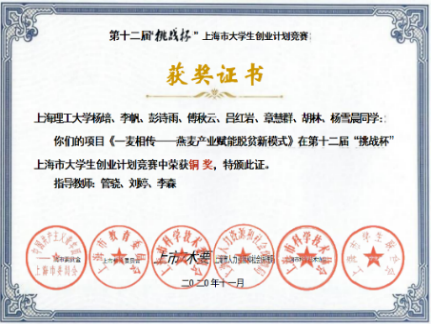 第十二届“挑战杯”上海市大学生创业计划竞赛
获奖证书
上海理工大学杨培、李帆、彭诗雨、傅秋云、吕红岩、章慧群、胡林、杨雪晨同学：
你们的项目《一麦相传——燕麦产业赋能脱贫新模式》在第十二届“挑战杯”
上海市大学生创业计划竞赛中荣获铜奖，特颁此证。
指导教师：管骁、刘婷、李森
二〇二〇年十一月